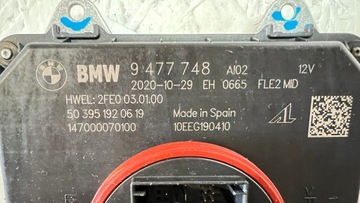 BMW 9 477 748 AI02 12V
2020-10-29 EH 0665 FLE2 MID
HWEL: 2FE0 03.01.00
50 395 192 06 19 Made in Spain
147000070100 10EEG190410